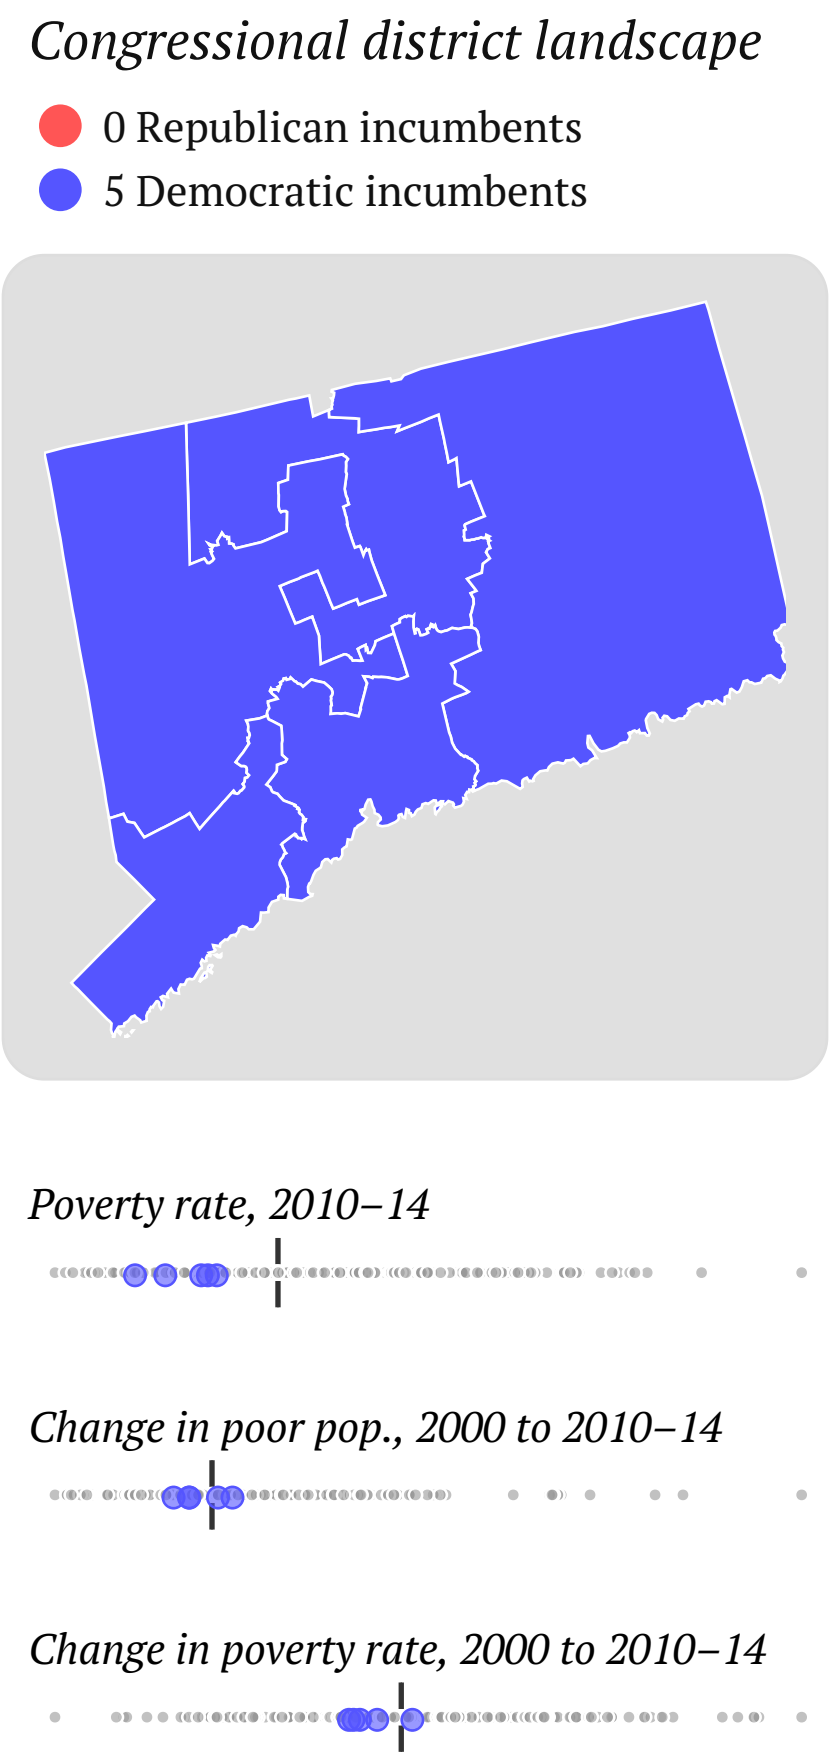 Congressional district landscape
0 Republican incumbents
5 Democratic incumbents
Poverty rate, 2010–14
Change in poor pop., 2000 to 2010–14
Change in poverty rate, 2000 to 2010–14